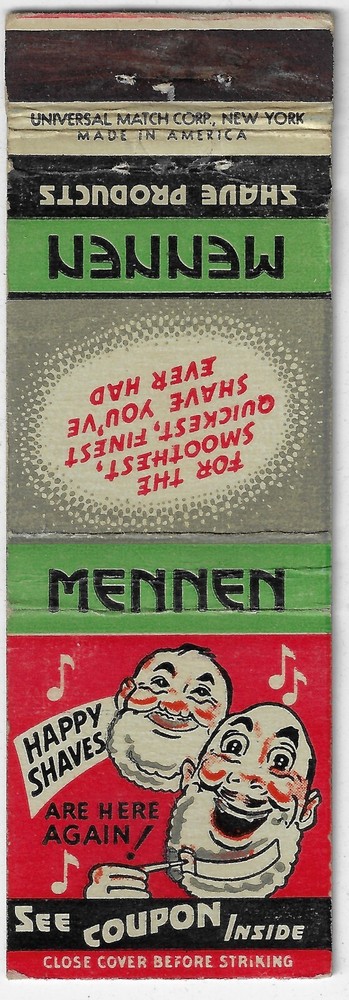 UNIVERSAL MATCH CORP., NEW YORK
MADE IN AMERICA
SHAVE PRODUCTS
MENNEN
FOR THE
SMOOTHEST,
QUICKEST, FINEST
SHAVE YOU'VE
EVER HAD
MENNEN
HAPPY
SHAVES
ARE HERE
AGAIN!
SEE COUPON INSIDE
CLOSE COVER BEFORE STRIKING